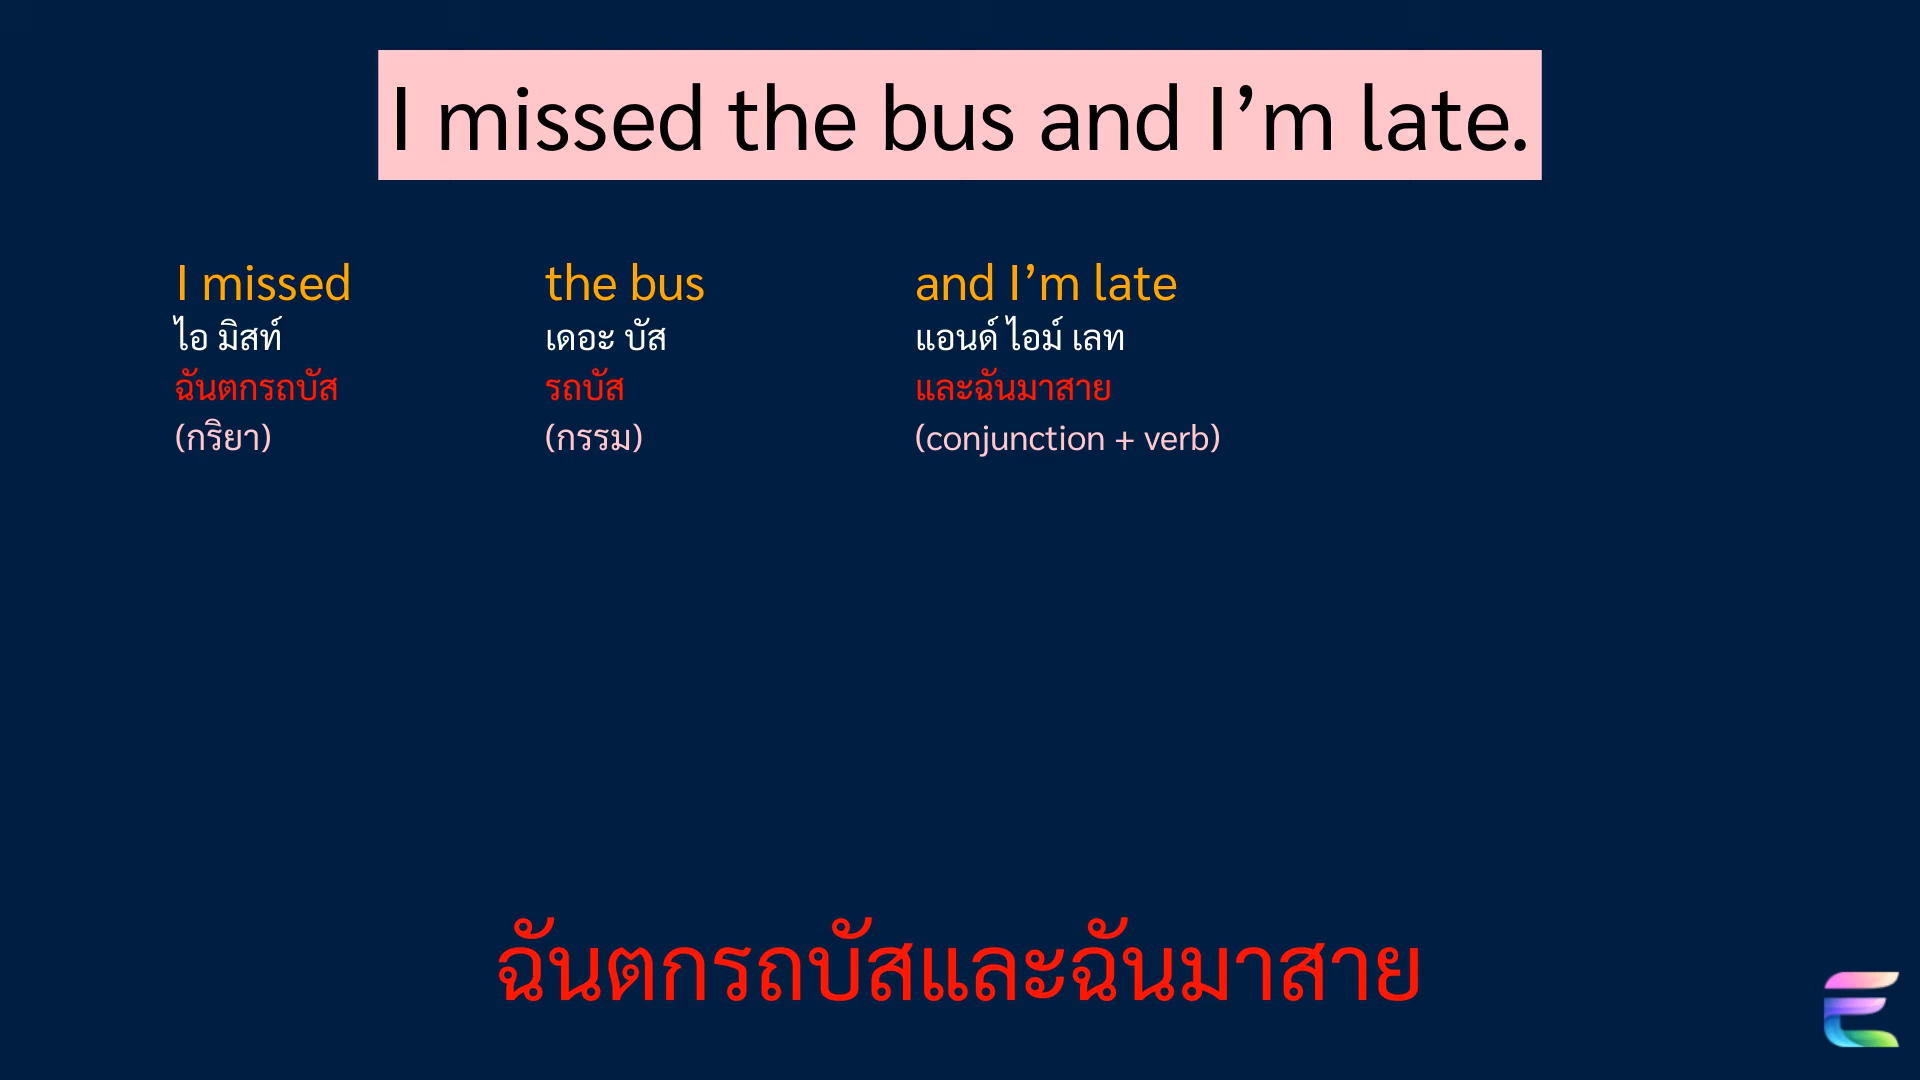 I missed the bus and I’m late.
I missed
ไอ มิสท์
ฉันตกรถบัส
(กริยา)
the bus
เดอะ บัส
รถบัส
(กรรม)
and I’m late
แอนด์ ไอม์ เลท
และฉันมาสาย
(conjunction + verb)
ฉันตกรถบัสและฉันมาสาย